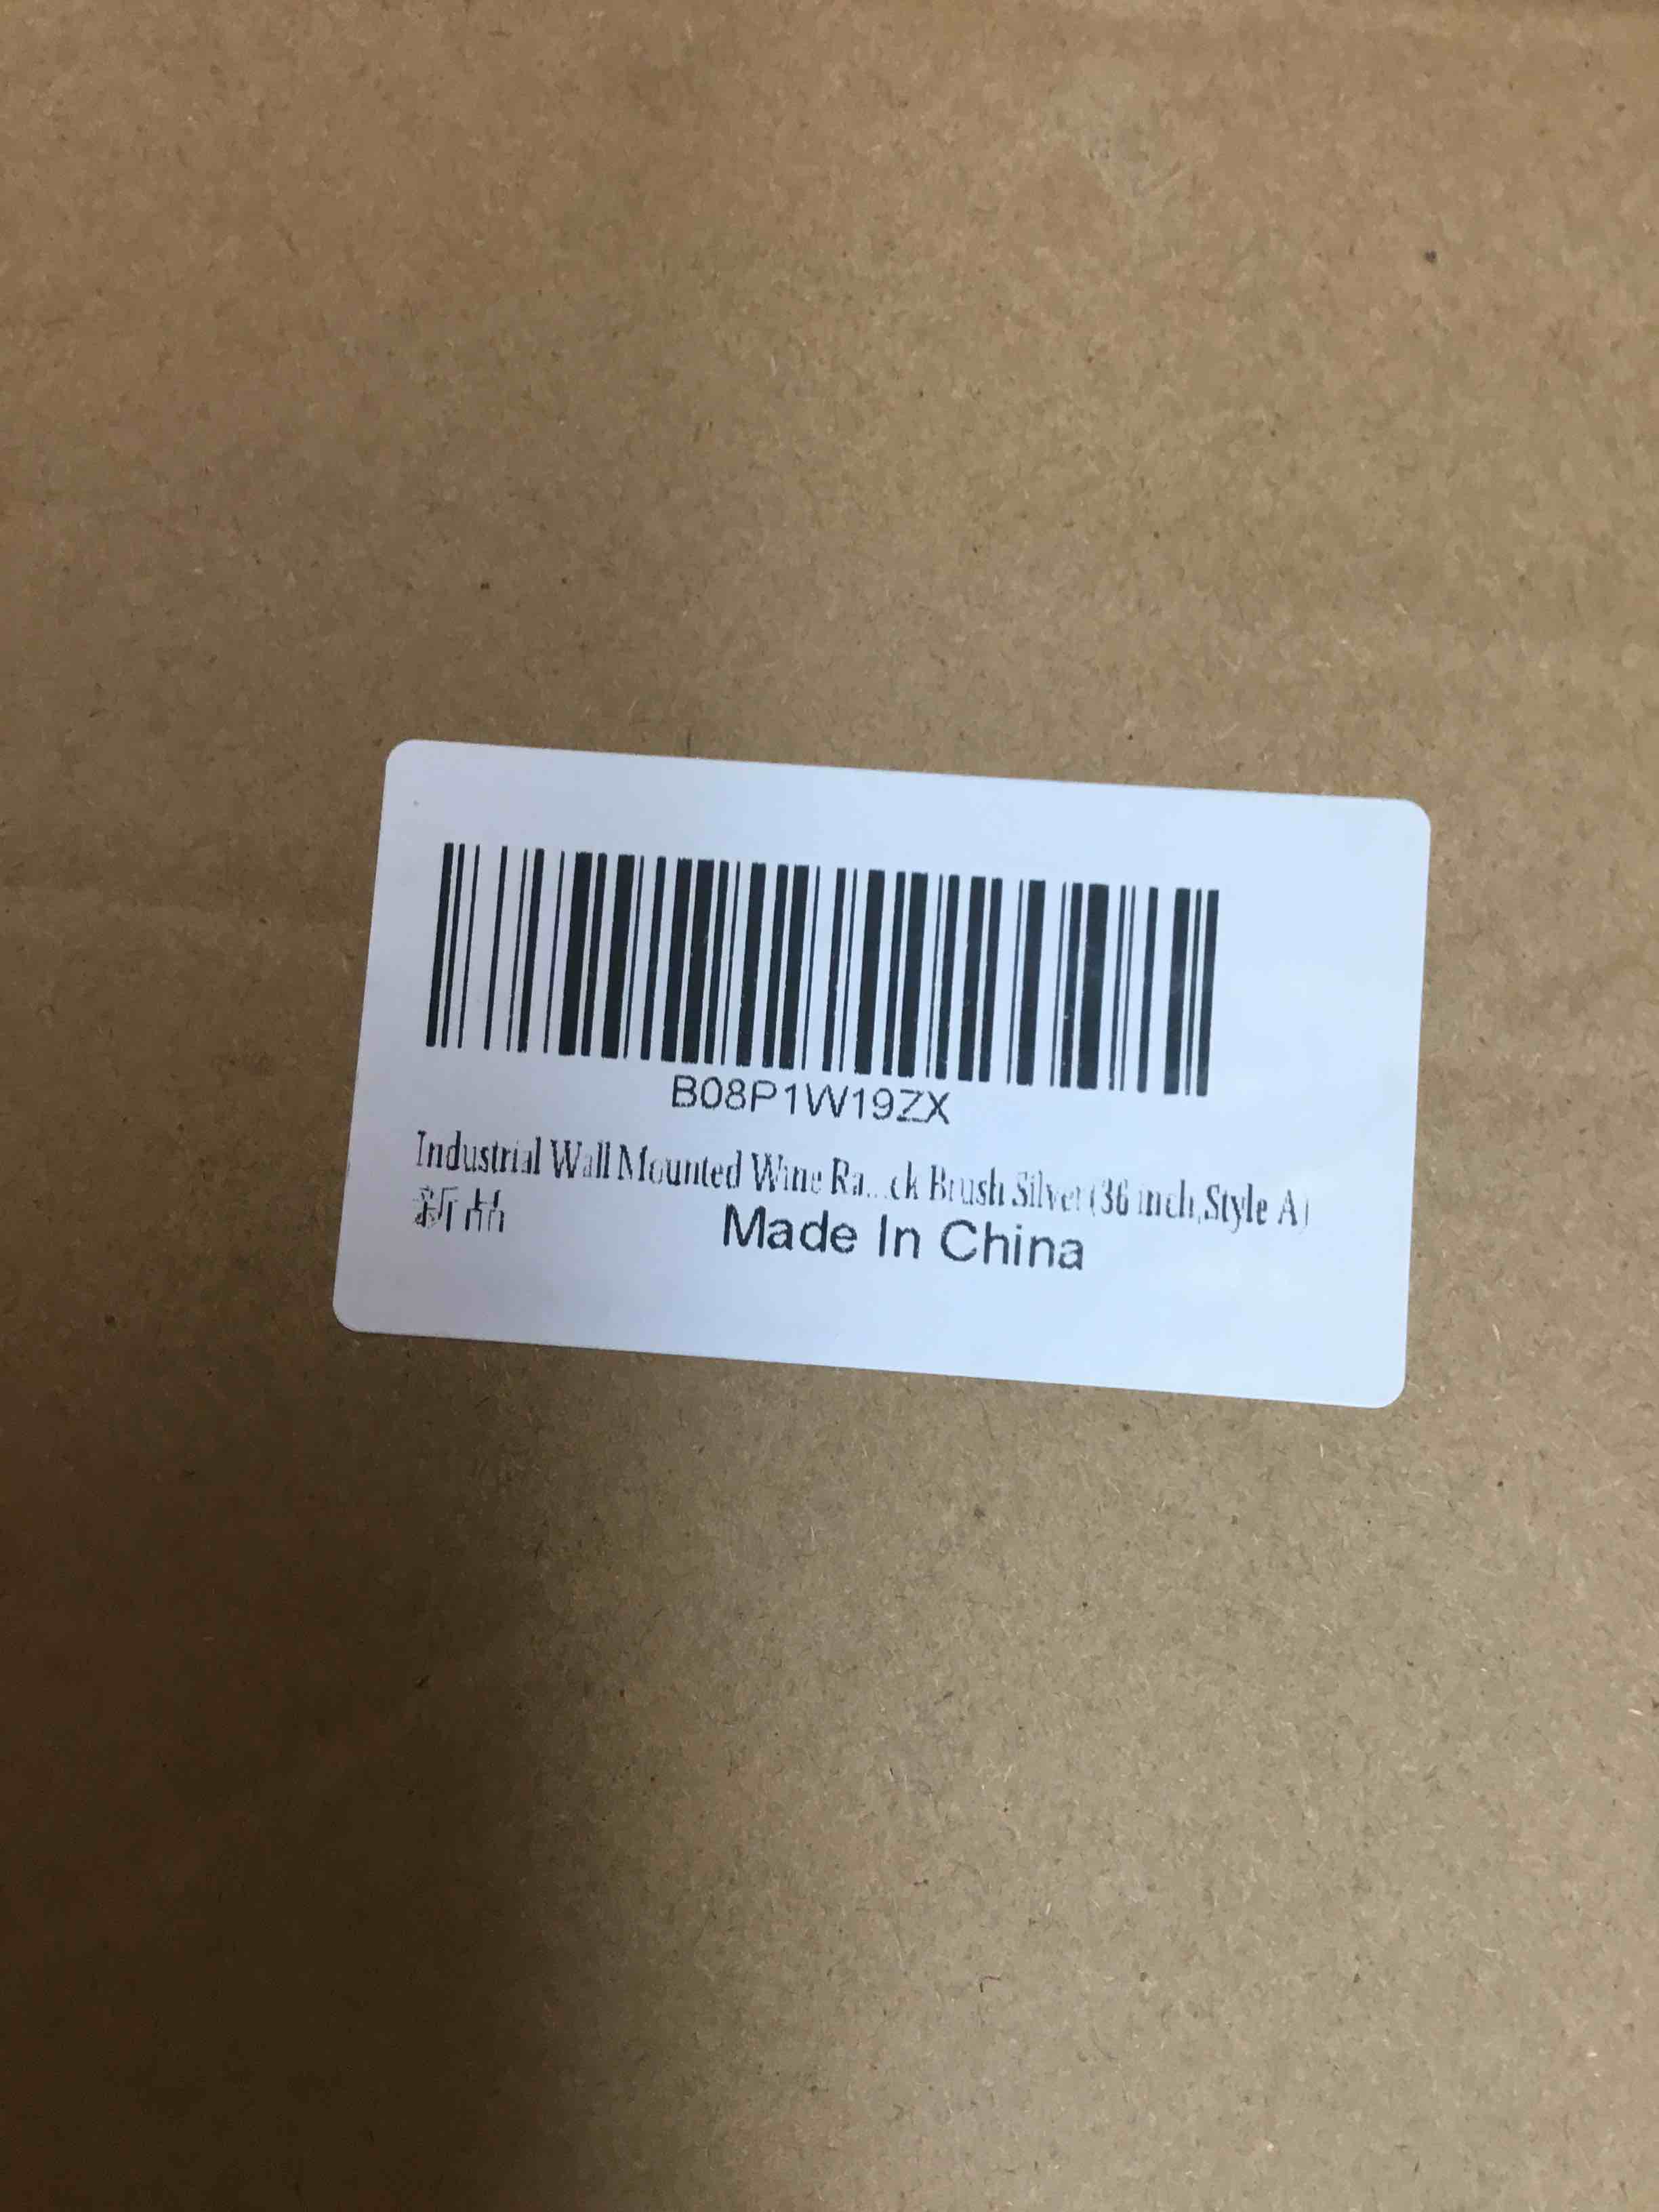 B08P1W19ZX
Industrial Wall Mounted Wine Ra...ck Brush Silver(36 inch,Style A)
新品
Made In China